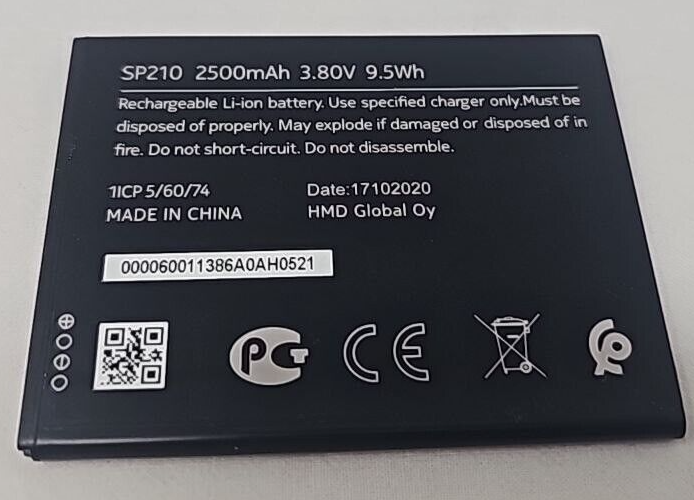 SP210 2500mAh 3.80V 9.5Wh
Rechargeable Li-ion battery. Use specified charger only.Must be
disposed of properly. May explode if damaged or disposed of in
fire. Do not short-circuit. Do not disassemble.
1ICP 5/60/74 Date:17102020
MADE IN CHINA HMD Global Oy
000060011386A0AH0521
PCT CE